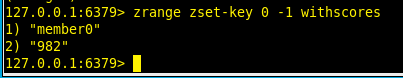 127.0.0.1:6379> zrange zset-key 0 -1 withscores
1) "member0"
2) "982"
127.0.0.1:6379>